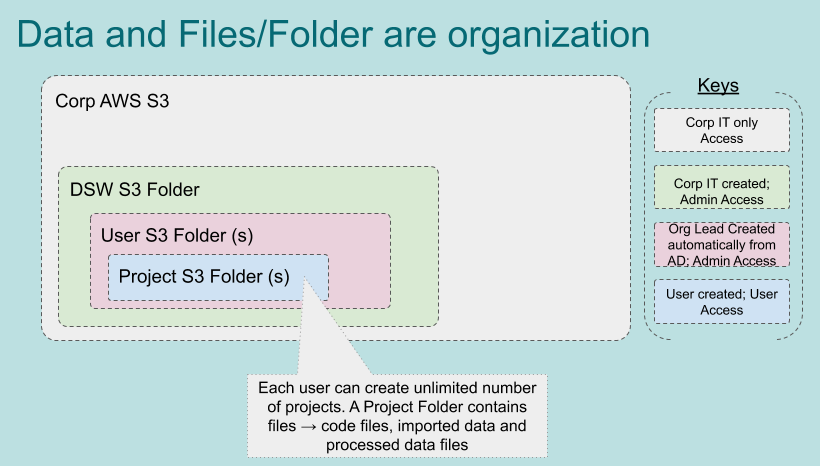 Data and Files/Folder are organization
Corp AWS S3
DSW S3 Folder
User S3 Folder (s)
Project S3 Folder (s)
Each user can create unlimited number
of projects. A Project Folder contains
files → code files, imported data and
processed data files
Keys
Corp IT only
Access
Corp IT created;
Admin Access
Org Lead Created
automatically from
AD; Admin Access
User created; User
Access